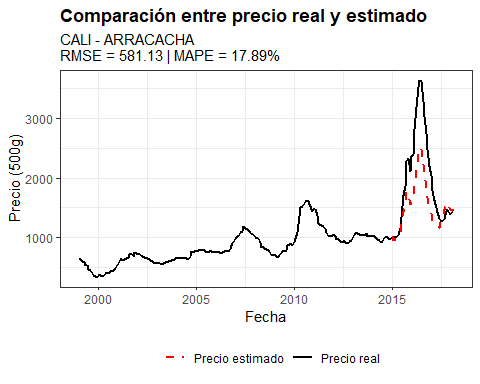 Comparación entre precio real y estimado
CALI - ARRACACHA
RMSE = 581.13 | MAPE = 17.89%
Precio (500g)
3000
2000
1000
2000
2005
2010
2015
Fecha
Precio estimado
Precio real